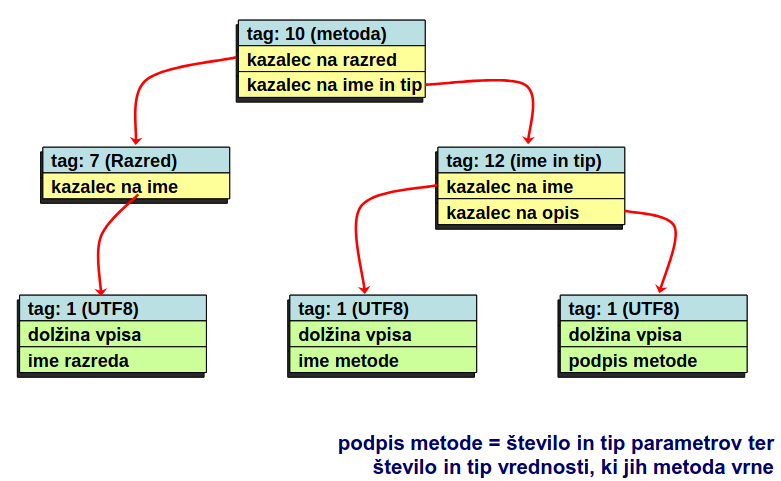 tag: 10 (metoda)
kazalec na razred
kazalec na ime in tip
tag: 7 (Razred)
kazalec na ime
tag: 12 (ime in tip)
kazalec na ime
kazalec na opis
tag: 1 (UTF8)
dolžina vpisa
ime razreda
tag: 1 (UTF8)
dolžina vpisa
ime metode
tag: 1 (UTF8)
dolžina vpisa
podpis metode
podpis metode = število in tip parametrov ter
število in tip vrednosti, ki jih metoda vrne